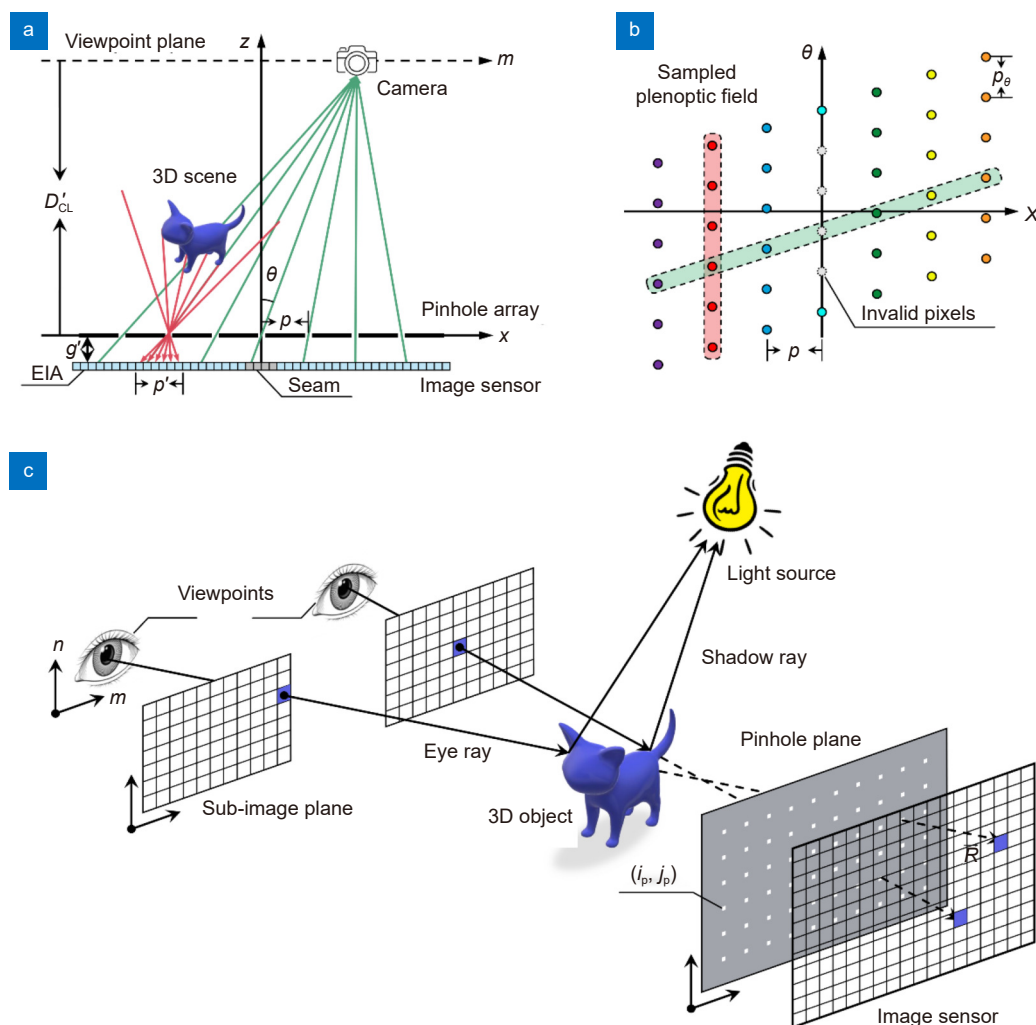 a
Viewpoint plane
z
m
Camera
3D scene
D′CL
θ
p
Pinhole array
x
g′
EIA
p′
Seam
Image sensor
b
θ
Sampled
plenoptic field
pθ
X
Invalid pixels
p
c
Viewpoints
Light source
n
m
Shadow ray
Eye ray
Pinhole plane
Sub-image plane
3D object
R
(ip, jp)
Image sensor